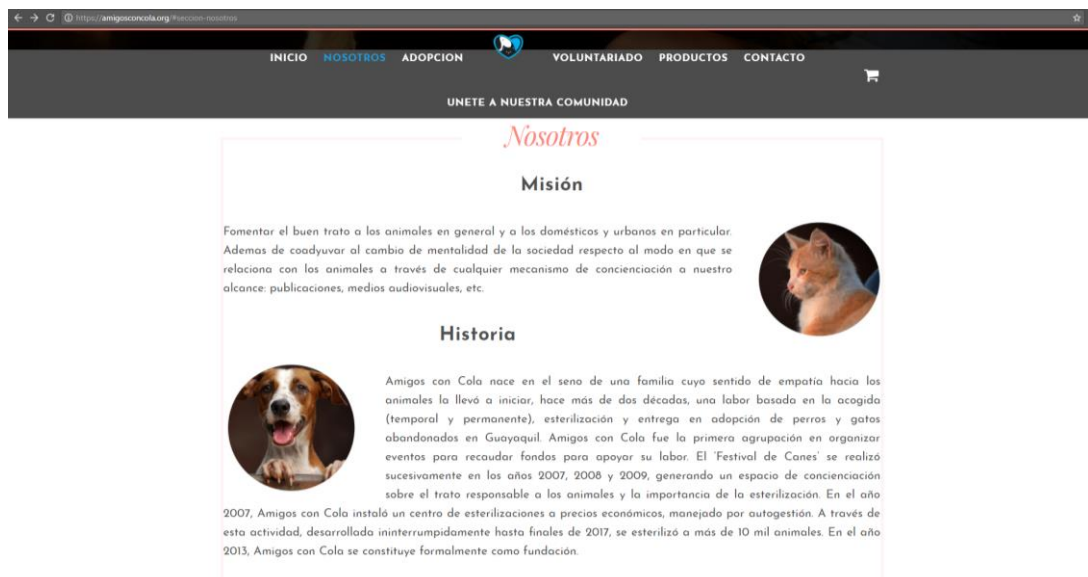 https://amigosconcola.org/#seccion-nosotros
INICIO NOSOTROS ADOPCION VOLUNTARIADO PRODUCTOS CONTACTO
UNETE A NUESTRA COMUNIDAD
Nosotros
Misión
Fomentar el buen trato a los animales en general y a los domésticos y urbanos en particular.
Ademas de coadyuvar al cambio de mentalidad de la sociedad respecto al modo en que se
relaciona con los animales a través de cualquier mecanismo de concienciación a nuestro
alcance: publicaciones, medios audiovisuales, etc.
Historia
Amigos con Cola nace en el seno de una familia cuyo sentido de empatía hacia los
animales la llevó a iniciar, hace más de dos décadas, una labor basada en la acogida
(temporal y permanente), esterilización y entrega en adopción de perros y gatos
abandonados en Guayaquil. Amigos con Cola fue la primera agrupación en organizar
eventos para recaudar fondos para apoyar su labor. El 'Festival de Canes' se realizó
sucesivamente en los años 2007, 2008 y 2009, generando un espacio de concienciación
sobre el trato responsable a los animales y la importancia de la esterilización. En el año
2007, Amigos con Cola instaló un centro de esterilizaciones a precios económicos, manejado por autogestión. A través de
esta actividad, desarrollada ininterrumpidamente hasta finales de 2017, se esterilizó a más de 10 mil animales. En el año
2013, Amigos con Cola se constituye formalmente como fundación.